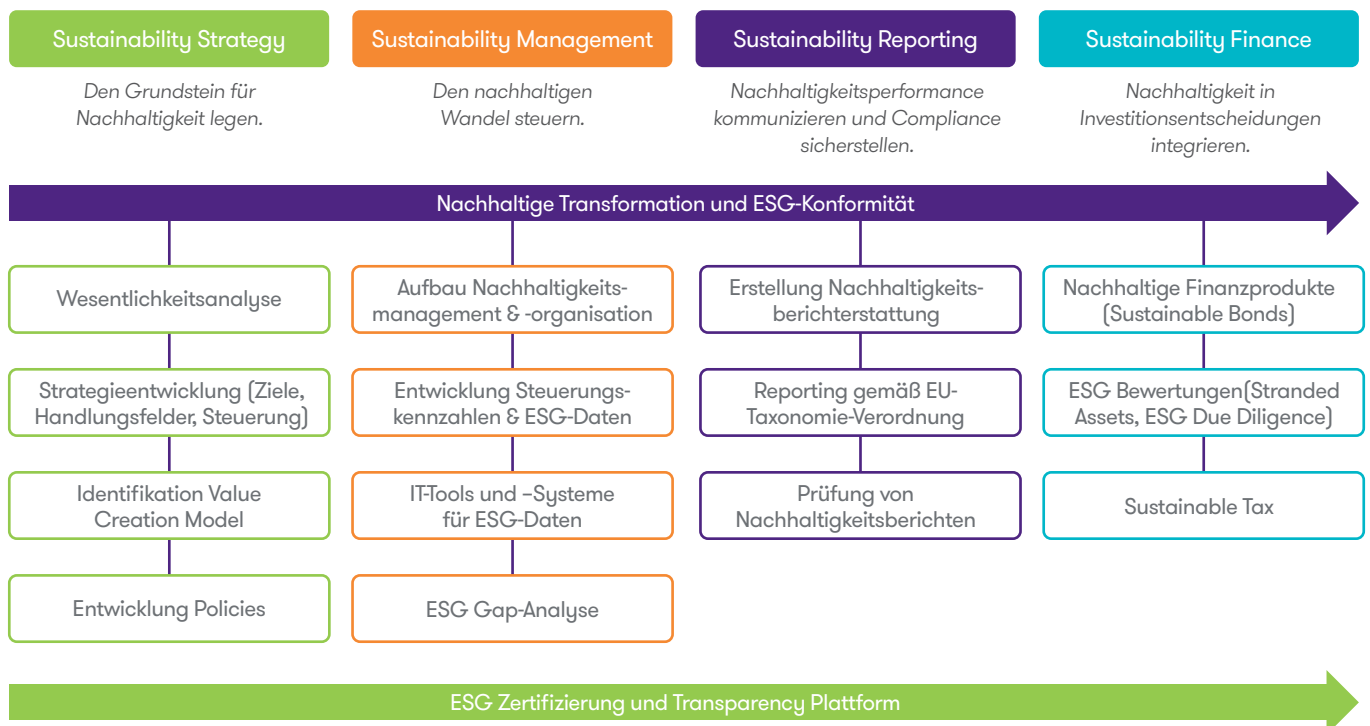 Sustainability Strategy
Sustainability Management
Sustainability Reporting
Sustainability Finance
Den Grundstein für
Nachhaltigkeit legen.
Den nachhaltigen
Wandel steuern.
Nachhaltigkeitsperformance
kommunizieren und Compliance
sicherstellen.
Nachhaltigkeit in
Investitionsentscheidungen
integrieren.
Nachhaltige Transformation und ESG-Konformität
Wesentlichkeitsanalyse
Aufbau Nachhaltigkeits-
management & -organisation
Erstellung Nachhaltigkeits-
berichterstattung
Nachhaltige Finanzprodukte
(Sustainable Bonds)
Strategieentwicklung (Ziele,
Handlungsfelder, Steuerung)
Entwicklung Steuerungs-
kennzahlen & ESG-Daten
Reporting gemäß EU-
Taxonomie-Verordnung
ESG Bewertungen(Stranded
Assets, ESG Due Diligence)
Identifikation Value
Creation Model
IT-Tools und –Systeme
für ESG-Daten
Prüfung von
Nachhaltigkeitsberichten
Sustainable Tax
Entwicklung Policies
ESG Gap-Analyse
ESG Zertifizierung und Transparency Plattform